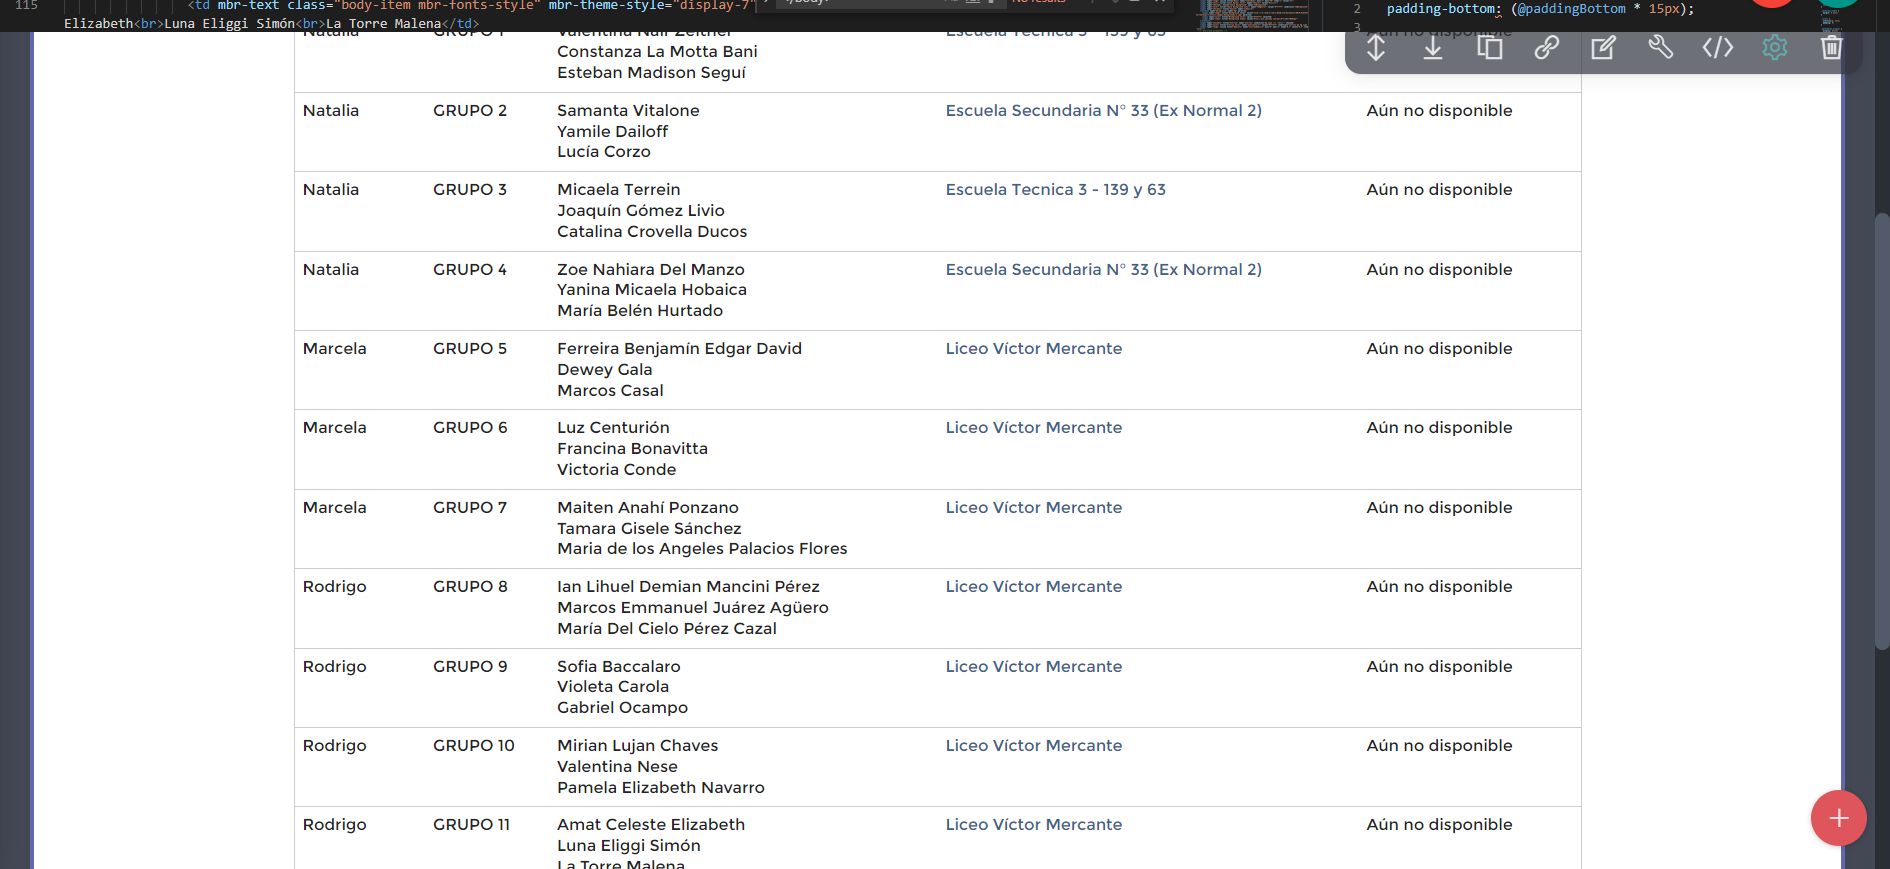 115 <td mbr-text class="body-item mbr-fonts-style" mbr-theme-style="display-7"
Elizabeth<br>Luna Eliggi Simón<br>La Torre Malena</td>
No results
2 padding-bottom: (@paddingBottom * 15px);
3
Constanza La Motta Bani
Esteban Madison Seguí
Natalia GRUPO 2 Samanta Vitalone Escuela Secundaria N° 33 (Ex Normal 2) Aún no disponible
Yamile Dailoff
Lucía Corzo
Natalia GRUPO 3 Micaela Terrein Escuela Tecnica 3 - 139 y 63 Aún no disponible
Joaquín Gómez Livio
Catalina Crovella Ducos
Natalia GRUPO 4 Zoe Nahiara Del Manzo Escuela Secundaria N° 33 (Ex Normal 2) Aún no disponible
Yanina Micaela Hobaica
María Belén Hurtado
Marcela GRUPO 5 Ferreira Benjamín Edgar David Liceo Víctor Mercante Aún no disponible
Dewey Gala
Marcos Casal
Marcela GRUPO 6 Luz Centurión Liceo Víctor Mercante Aún no disponible
Francina Bonavitta
Victoria Conde
Marcela GRUPO 7 Maiten Anahí Ponzano Liceo Víctor Mercante Aún no disponible
Tamara Gisele Sánchez
Maria de los Angeles Palacios Flores
Rodrigo GRUPO 8 Ian Lihuel Demian Mancini Pérez Liceo Víctor Mercante Aún no disponible
Marcos Emmanuel Juárez Agüero
María Del Cielo Pérez Cazal
Rodrigo GRUPO 9 Sofia Baccalaro Liceo Víctor Mercante Aún no disponible
Violeta Carola
Gabriel Ocampo
Rodrigo GRUPO 10 Mirian Lujan Chaves Liceo Víctor Mercante Aún no disponible
Valentina Nese
Pamela Elizabeth Navarro
Rodrigo GRUPO 11 Amat Celeste Elizabeth Liceo Víctor Mercante Aún no disponible
Luna Eliggi Simón
La Torre Malena